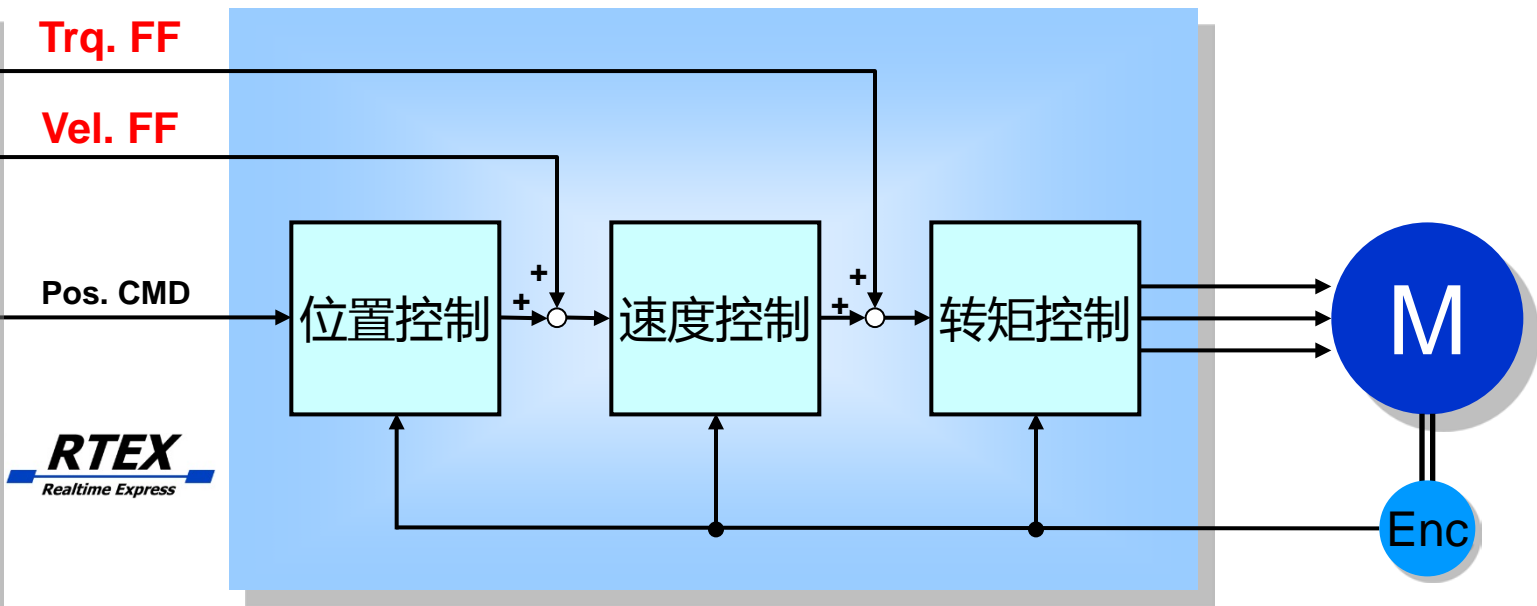 Trq. FF
Vel. FF
Pos. CMD
+
+
+
+
位置控制
速度控制
转矩控制
M
RTEX
Realtime Express
Enc